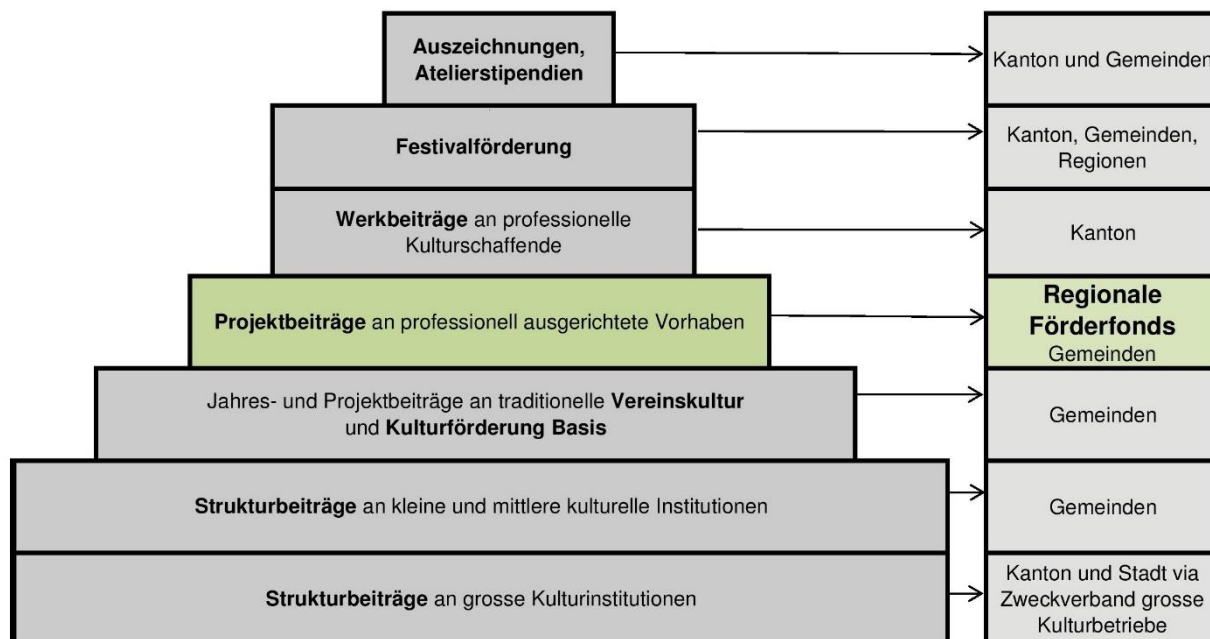 Auszeichnungen,
Atelierstipendien
Kanton und Gemeinden
Festivalförderung
Kanton, Gemeinden,
Regionen
Werkbeiträge an professionelle
Kulturschaffende
Kanton
Projektbeiträge an professionell ausgerichtete Vorhaben
Regionale
Förderfonds
Gemeinden
Jahres- und Projektbeiträge an traditionelle Vereinskultur
und Kulturförderung Basis
Gemeinden
Strukturbeiträge an kleine und mittlere kulturelle Institutionen
Gemeinden
Strukturbeiträge an grosse Kulturinstitutionen
Kanton und Stadt via
Zweckverband grosse
Kulturbetriebe